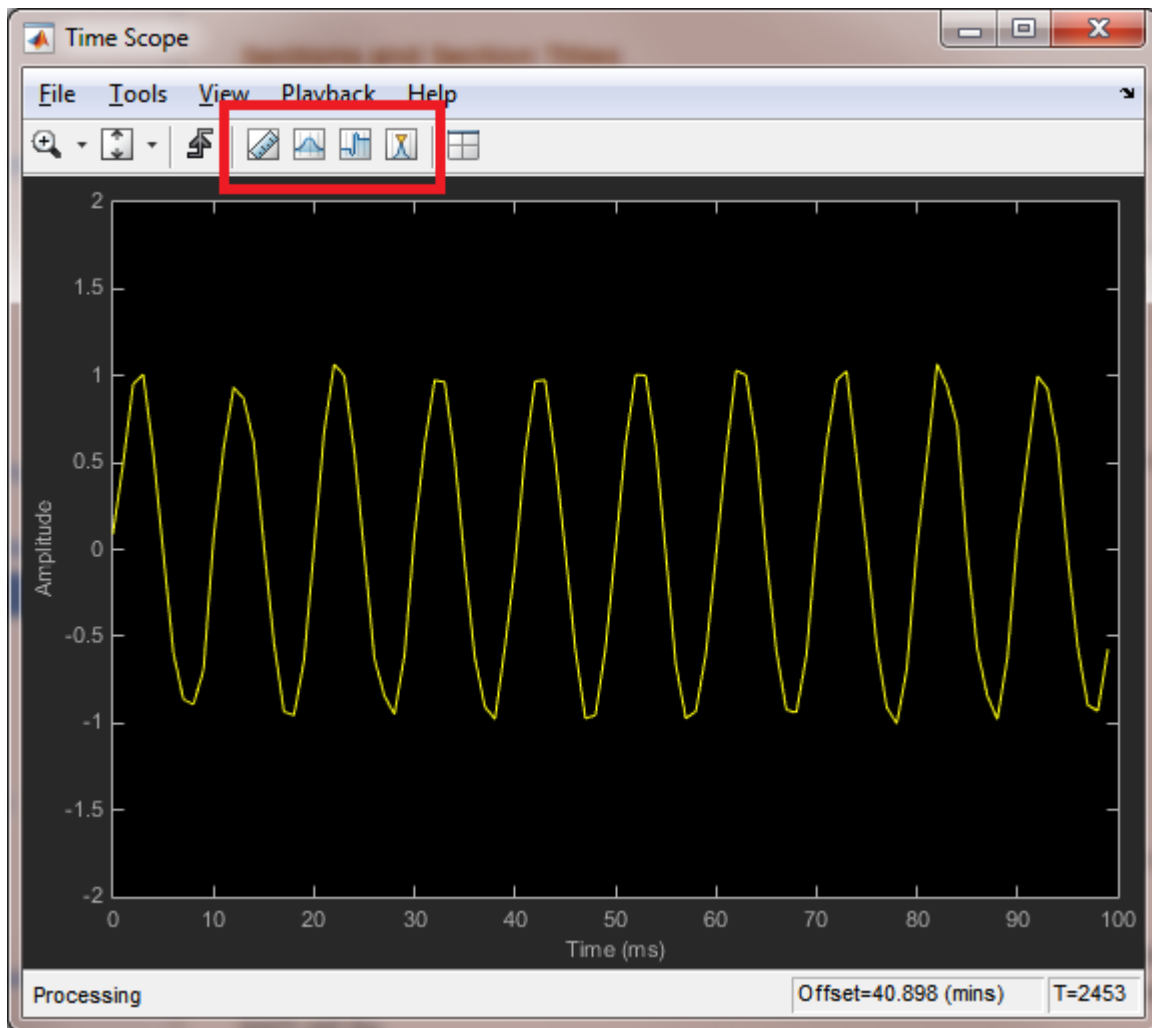 Time Scope
File Tools View Playback Help
2
1.5
1
0.5
0
-0.5
-1
-1.5
-2
Amplitude
0 10 20 30 40 50 60 70 80 90 100
Time (ms)
Processing
Offset=40.898 (mins)
T=2453